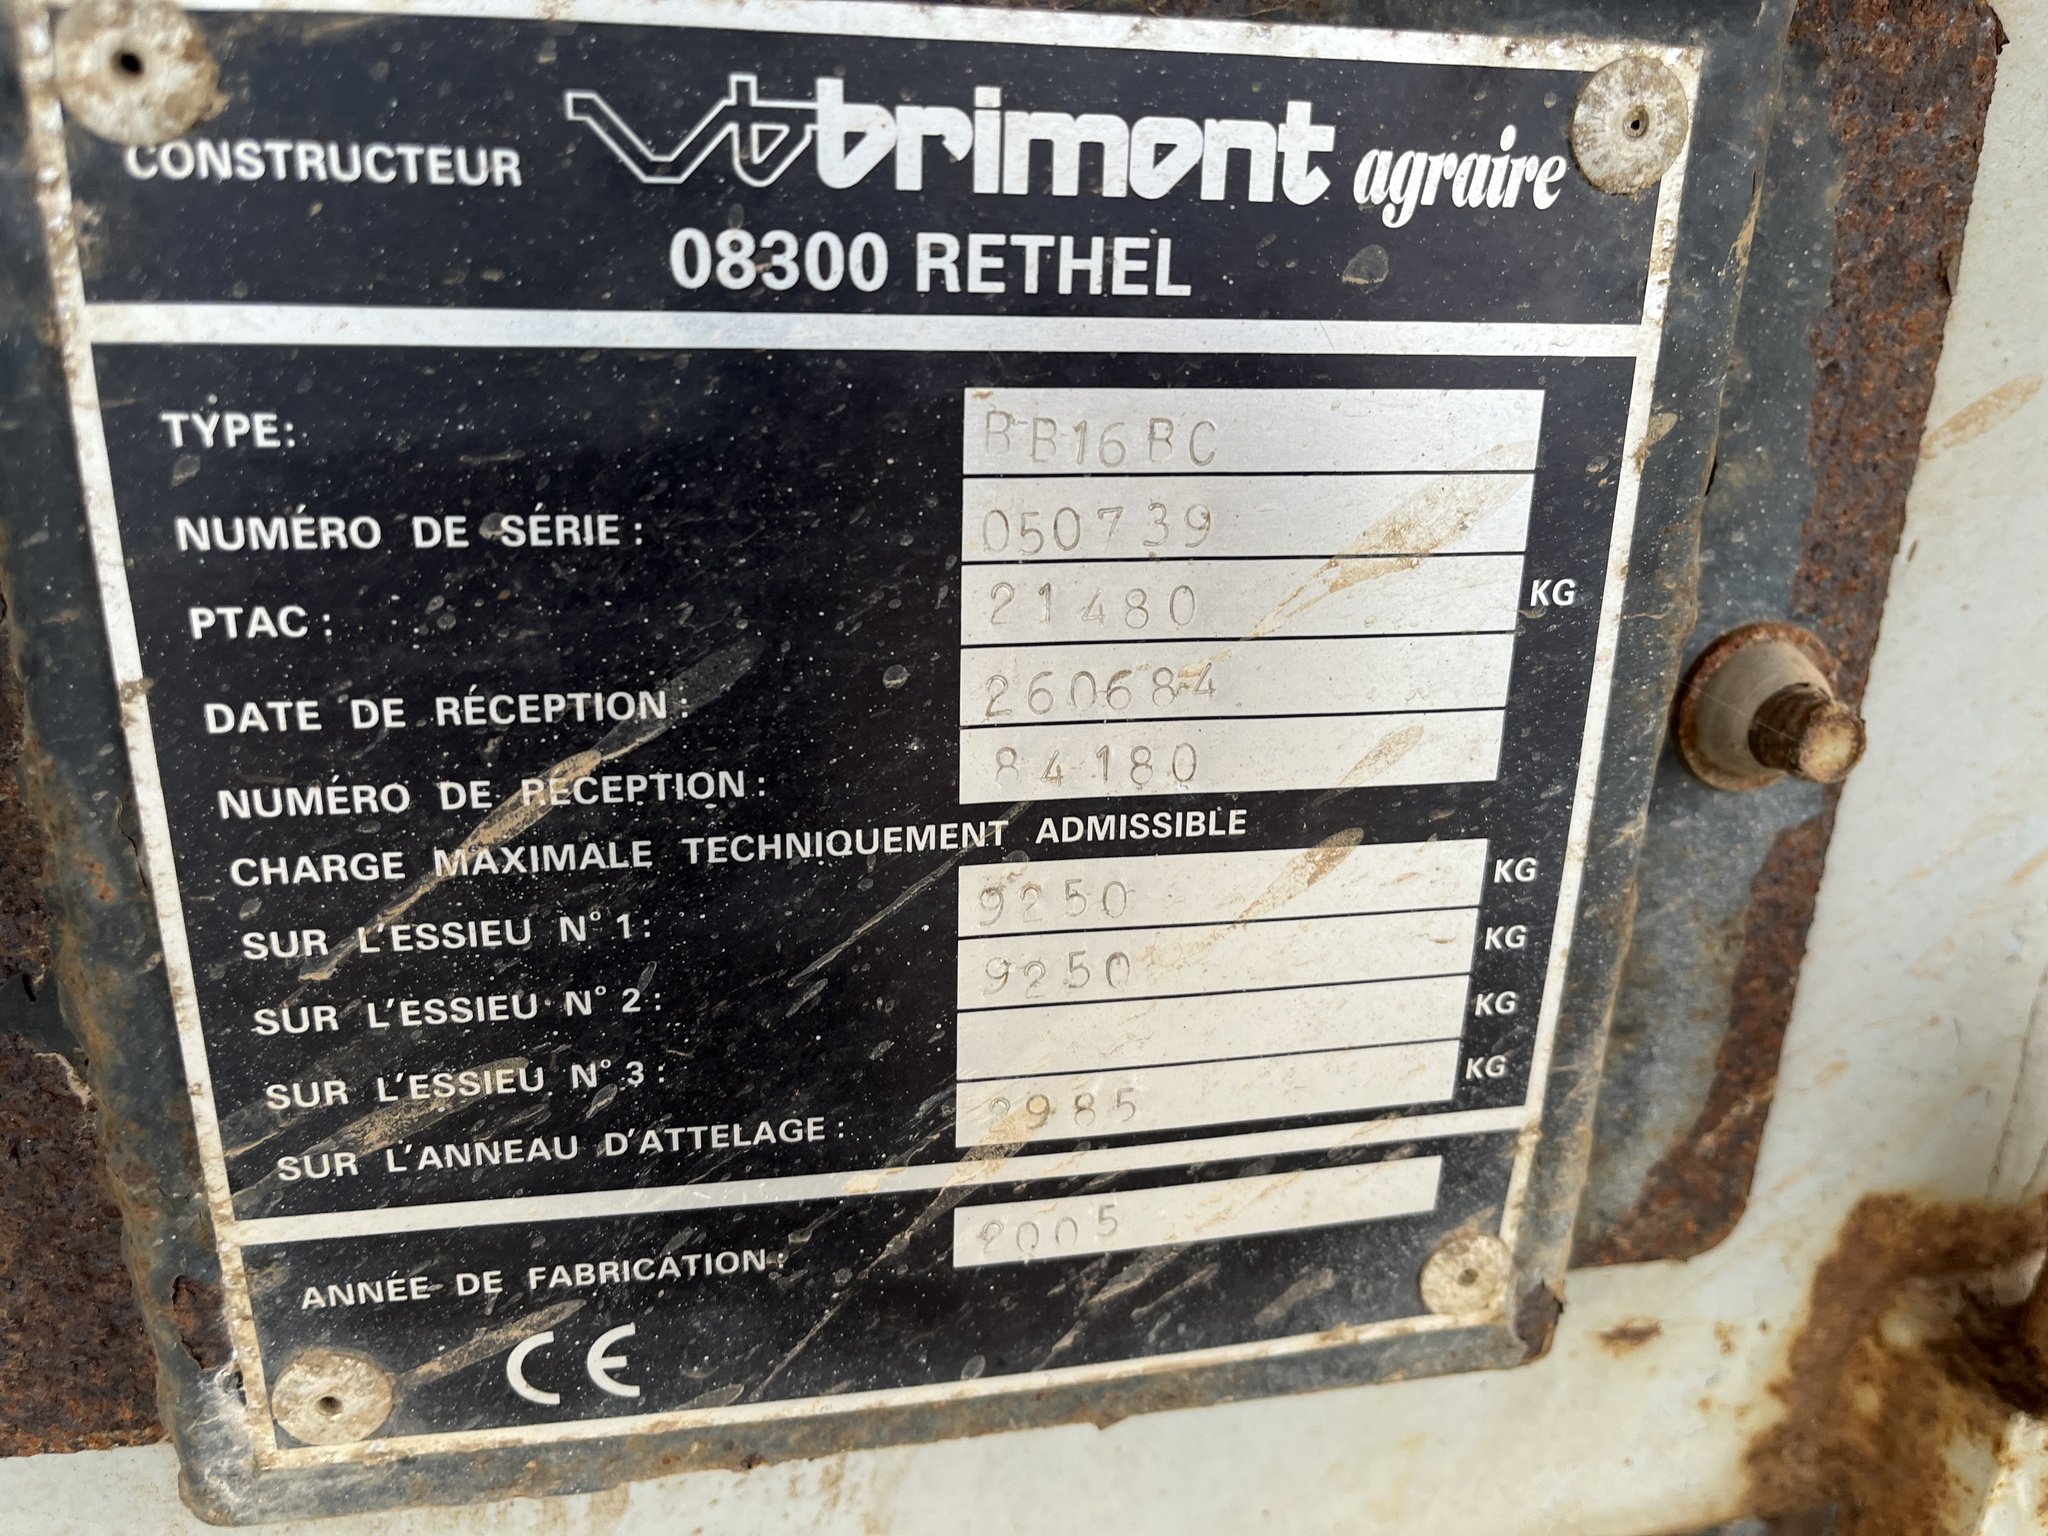 CONSTRUCTEUR brimont agraire
08300 RETHEL
TYPE: BB16BC
NUMÉRO DE SÉRIE: 050739
PTAC: 21480 KG
DATE DE RÉCEPTION: 260684
NUMÉRO DE RÉCEPTION: 84180
CHARGE MAXIMALE TECHNIQUEMENT ADMISSIBLE
SUR L'ESSIEU N° 1: 9250 KG
SUR L'ESSIEU N° 2: 9250 KG
SUR L'ESSIEU N° 3: KG
SUR L'ANNEAU D'ATTELAGE: 2985 KG
ANNÉE DE FABRICATION: 2005
CE